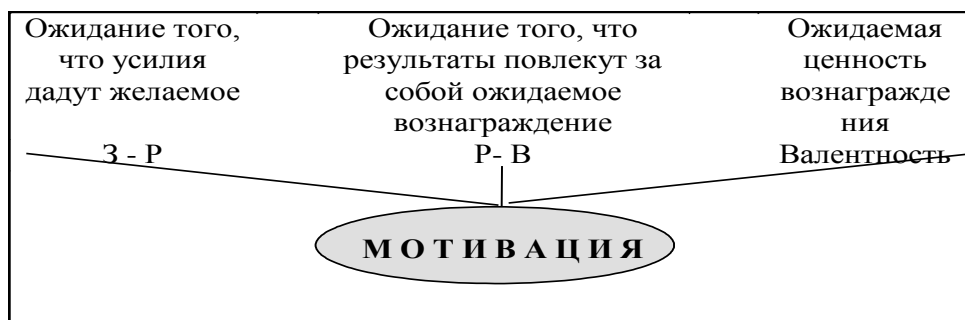 Ожидание того,
что усилия
дадут желаемое
З - Р
Ожидание того, что
результаты повлекут за
собой ожидаемое
вознаграждение
Р- В
Ожидаемая
ценность
вознагражде
ния
Валентность
М О Т И В А Ц И Я